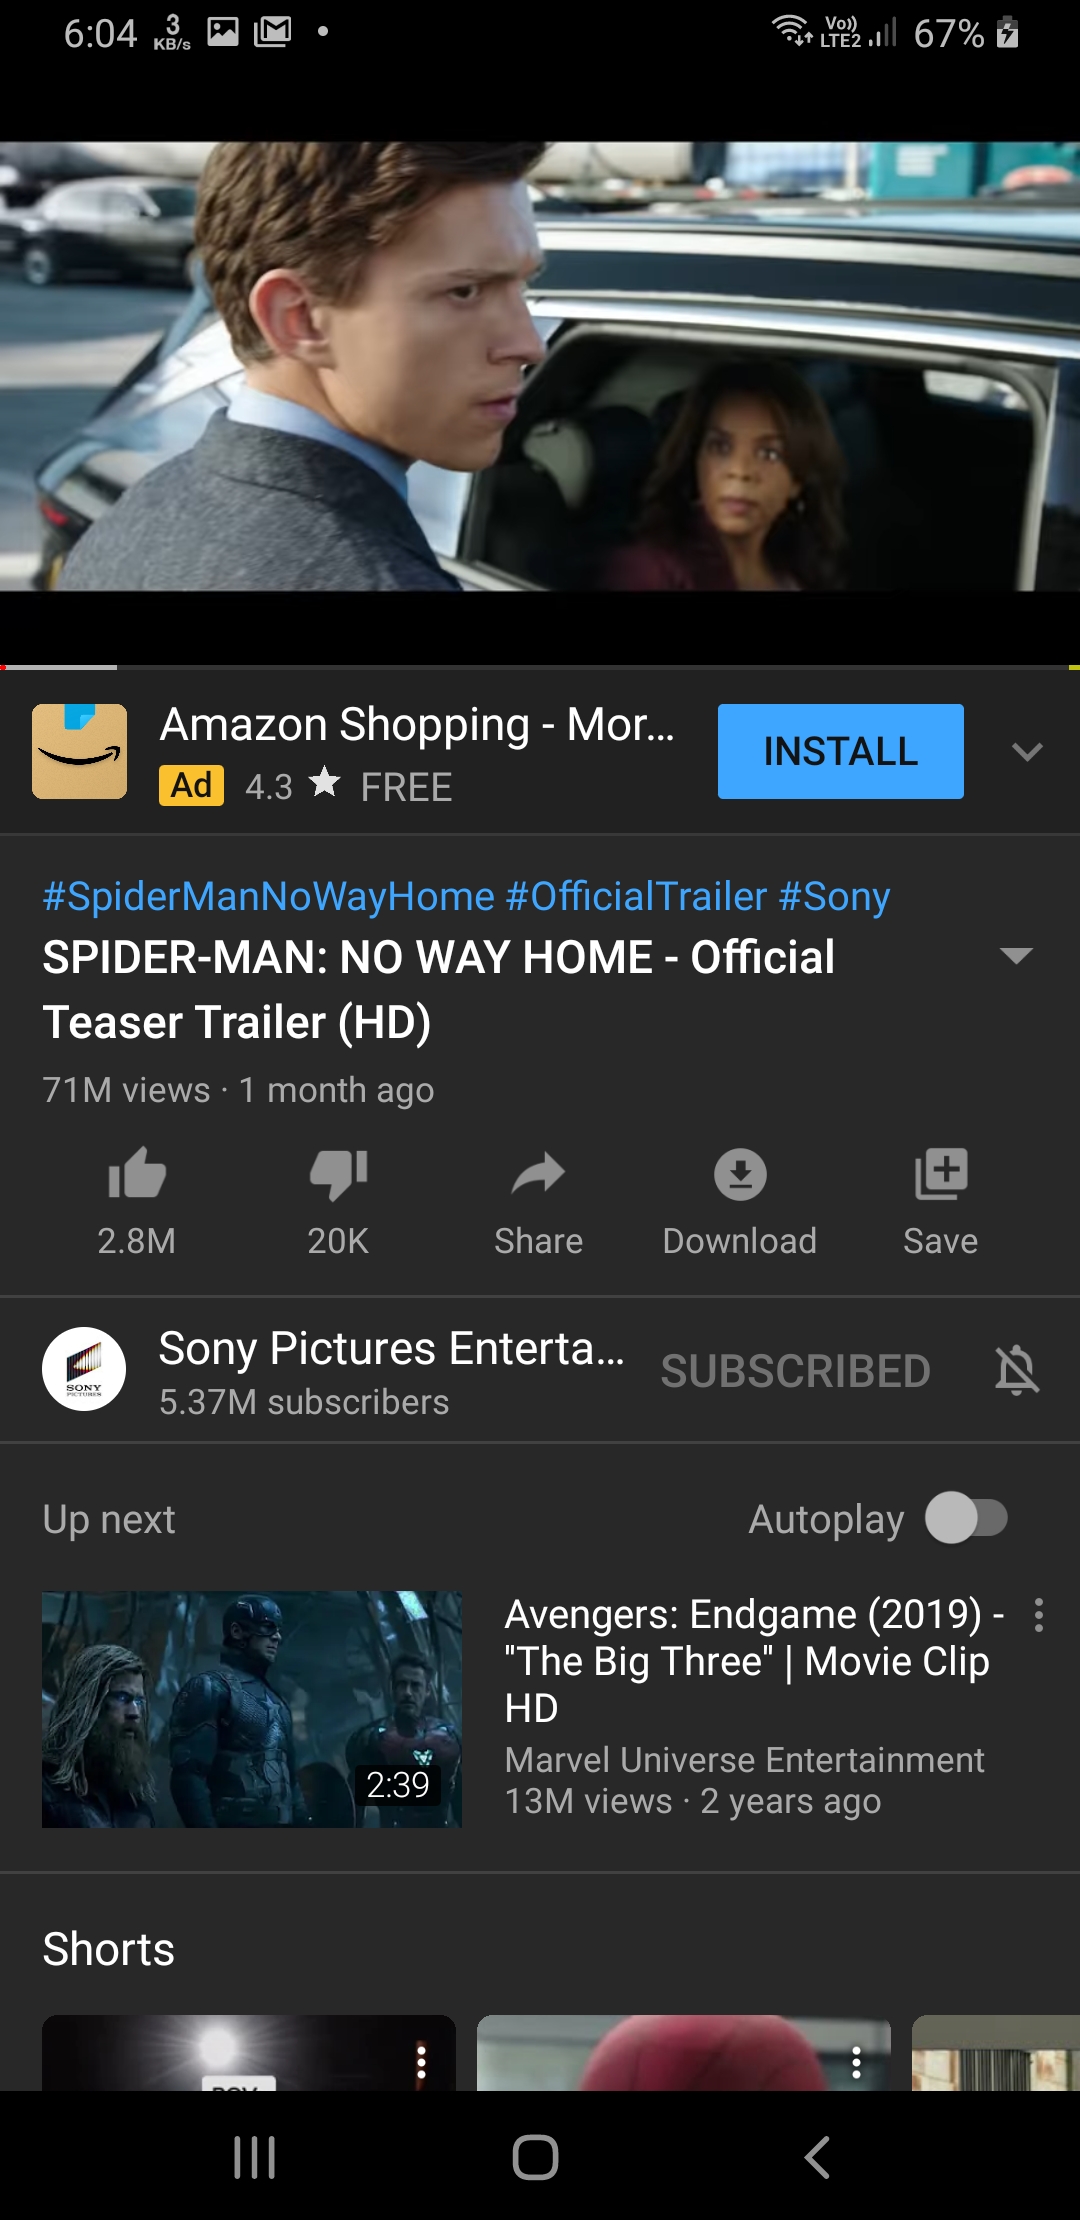 6:04 3 KB/s Vo)) LTE2 67%
Amazon Shopping - Mor...
INSTALL
Ad 4.3 ★ FREE
#SpiderManNoWayHome #OfficialTrailer #Sony
SPIDER-MAN: NO WAY HOME - Official
Teaser Trailer (HD)
71M views · 1 month ago
2.8M 20K Share Download Save
Sony Pictures Enterta...
SUBSCRIBED
5.37M subscribers
SONY
PICTURES
Up next Autoplay
Avengers: Endgame (2019) -
"The Big Three" | Movie Clip
HD
Marvel Universe Entertainment
13M views · 2 years ago
2:39
Shorts